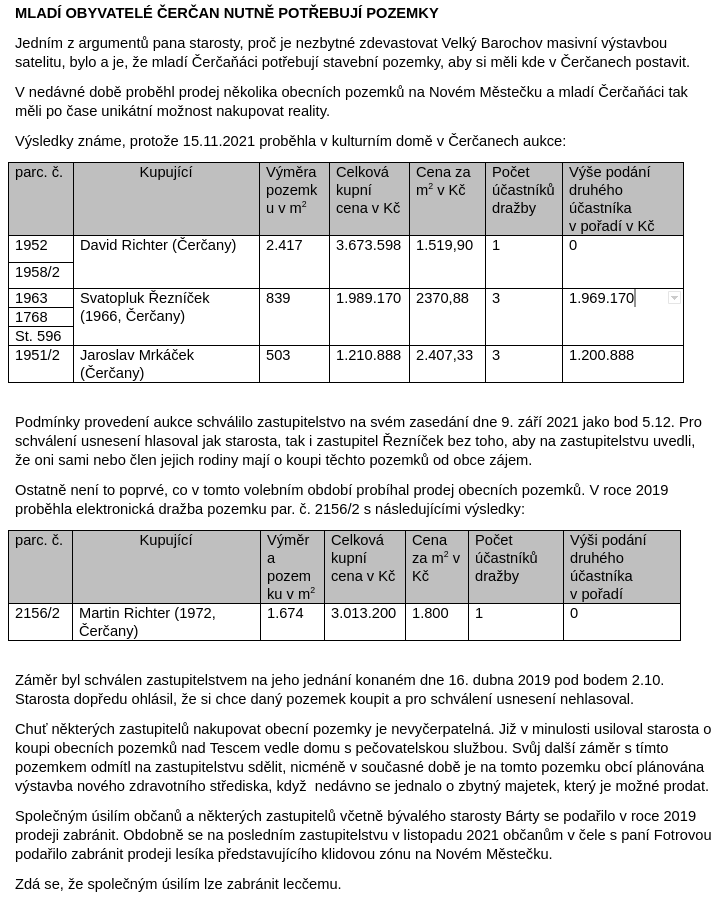 MLADÍ OBYVATELÉ ČERČAN NUTNĚ POTŘEBUJÍ POZEMKY
Jedním z argumentů pana starosty, proč je nezbytné zdevastovat Velký Barochov masivní výstavbou
satelitu, bylo a je, že mladí Čerčaňáci potřebují stavební pozemky, aby si měli kde v Čerčanech postavit.
V nedávné době proběhl prodej několika obecních pozemků na Novém Městečku a mladí Čerčaňáci tak
měli po čase unikátní možnost nakupovat reality.
Výsledky známe, protože 15.11.2021 proběhla v kulturním domě v Čerčanech aukce:
parc. č. Kupující Výměra Celková Cena za Počet Výše podání
pozemk kupní m² v Kč účastníků druhého
u v m² cena v Kč dražby účastníka
v pořadí v Kč
1952 David Richter (Čerčany) 2.417 3.673.598 1.519,90 1 0
1958/2
1963 Svatopluk Řezníček 839 1.989.170 2370,88 3 1.969.170
1768 (1966, Čerčany)
St. 596
1951/2 Jaroslav Mrkáček 503 1.210.888 2.407,33 3 1.200.888
(Čerčany)
Podmínky provedení aukce schválilo zastupitelstvo na svém zasedání dne 9. září 2021 jako bod 5.12. Pro
schválení usnesení hlasoval jak starosta, tak i zastupitel Řezníček bez toho, aby na zastupitelstvu uvedli,
že oni sami nebo člen jejich rodiny mají o koupi těchto pozemků od obce zájem.
Ostatně není to poprvé, co v tomto volebním období probíhal prodej obecních pozemků. V roce 2019
proběhla elektronická dražba pozemku par. č. 2156/2 s následujícími výsledky:
parc. č. Kupující Výměr Celková Cena Počet Výši podání
a kupní za m² v účastníků druhého
pozem cena v Kč Kč dražby účastníka
ku v m² v pořadí
2156/2 Martin Richter (1972, 1.674 3.013.200 1.800 1 0
Čerčany)
Záměr byl schválen zastupitelstvem na jeho jednání konaném dne 16. dubna 2019 pod bodem 2.10.
Starosta dopředu ohlásil, že si chce daný pozemek koupit a pro schválení usnesení nehlasoval.
Chuť některých zastupitelů nakupovat obecní pozemky je nevyčerpatelná. Již v minulosti usiloval starosta o
koupi obecních pozemků nad Tescem vedle domu s pečovatelskou službou. Svůj další záměr s tímto
pozemkem odmítl na zastupitelstvu sdělit, nicméně v současné době je na tomto pozemku obcí plánována
výstavba nového zdravotního střediska, když  nedávno se jednalo o zbytný majetek, který je možné prodat.
Společným úsilím občanů a některých zastupitelů včetně bývalého starosty Bárty se podařilo v roce 2019
prodeji zabránit. Obdobně se na posledním zastupitelstvu v listopadu 2021 občanům v čele s paní Fotrovou
podařilo zabránit prodeji lesíka představujícího klidovou zónu na Novém Městečku.
Zdá se, že společným úsilím lze zabránit lecčemu.